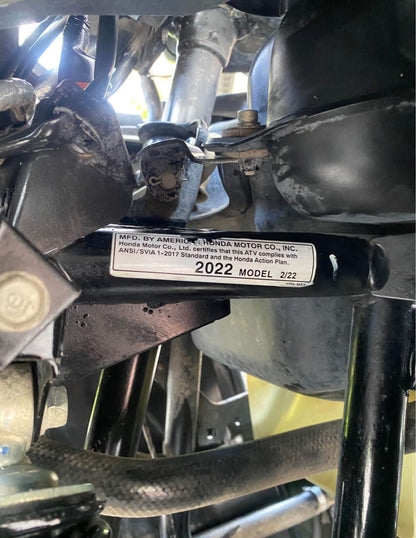 MFD. BY AMERICAN HONDA MOTOR CO., INC.
Honda Motor Co., Ltd. certifies that this ATV complies with
ANSI/SVIA 1-2017 Standard and the Honda Action Plan.
2022 MODEL 2/22